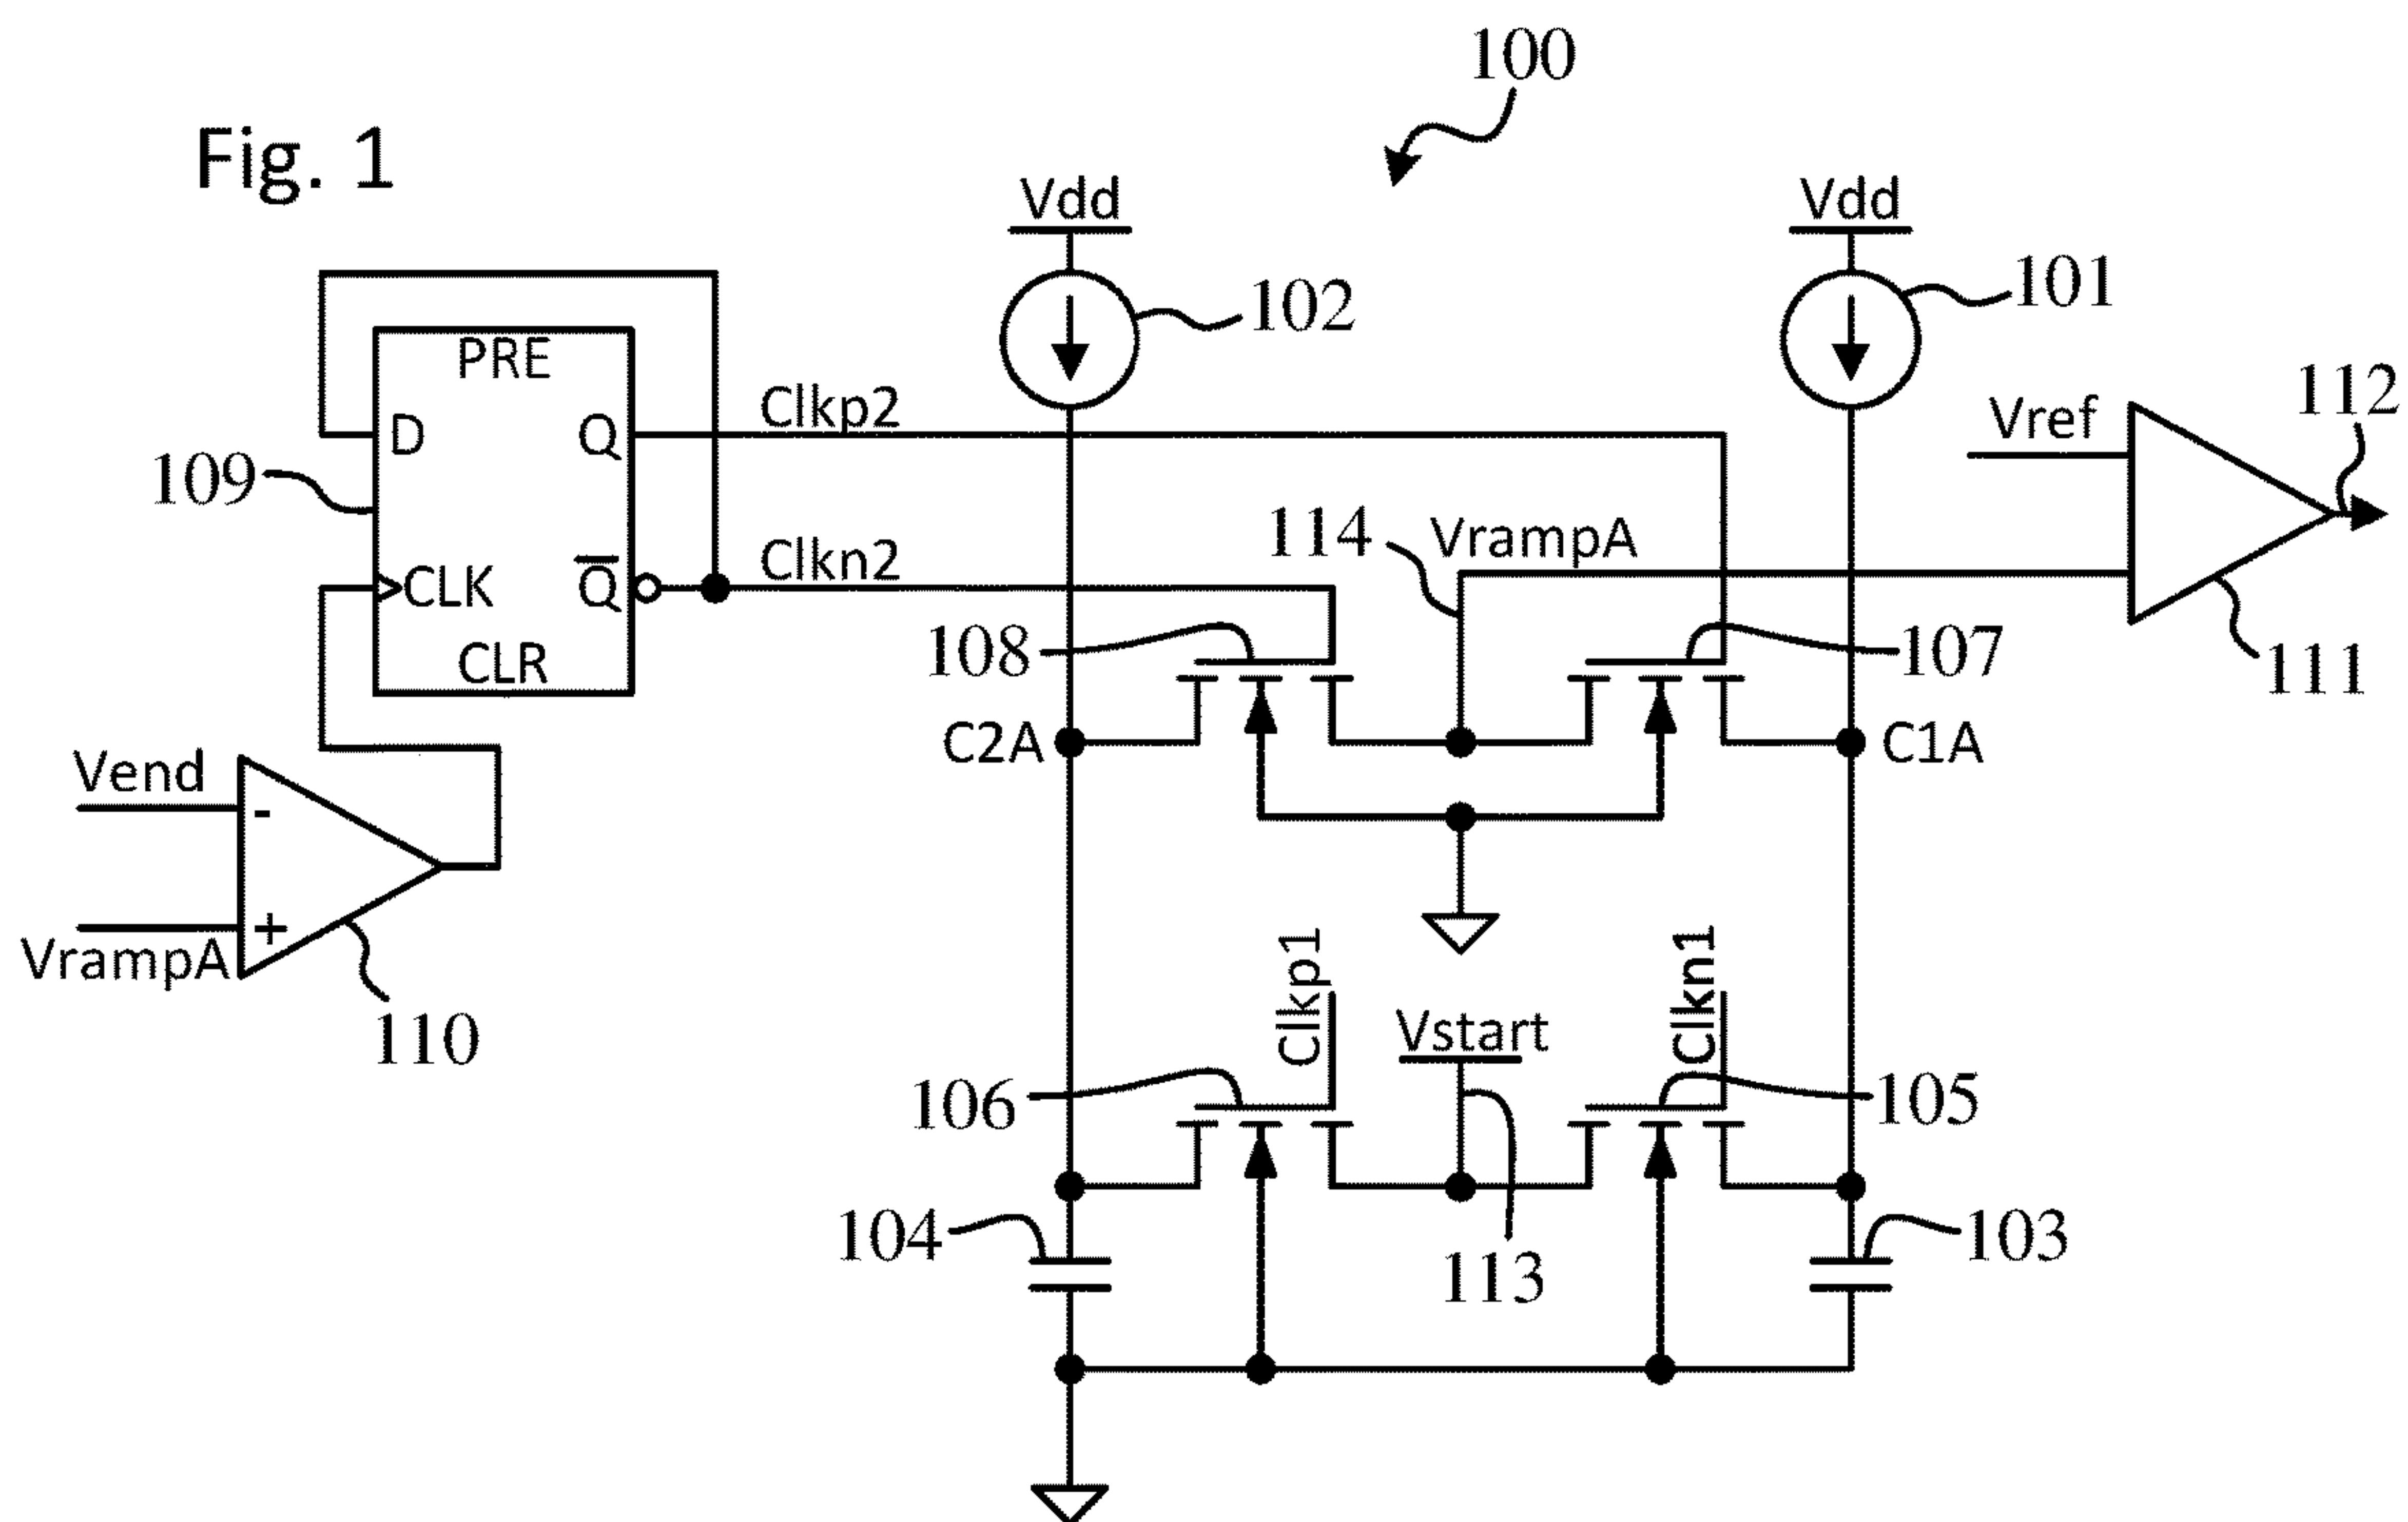 100
Fig. 1
Vdd
Vdd
102
101
PRE
D
Q
Clkp2
Vref
112
109
114
VrampA
CLK
Q̅
Clkn2
CLR
108
107
111
C2A
C1A
Vend
-
+
VrampA
110
Clkp1
Vstart
Clkn1
106
105
104
113
103